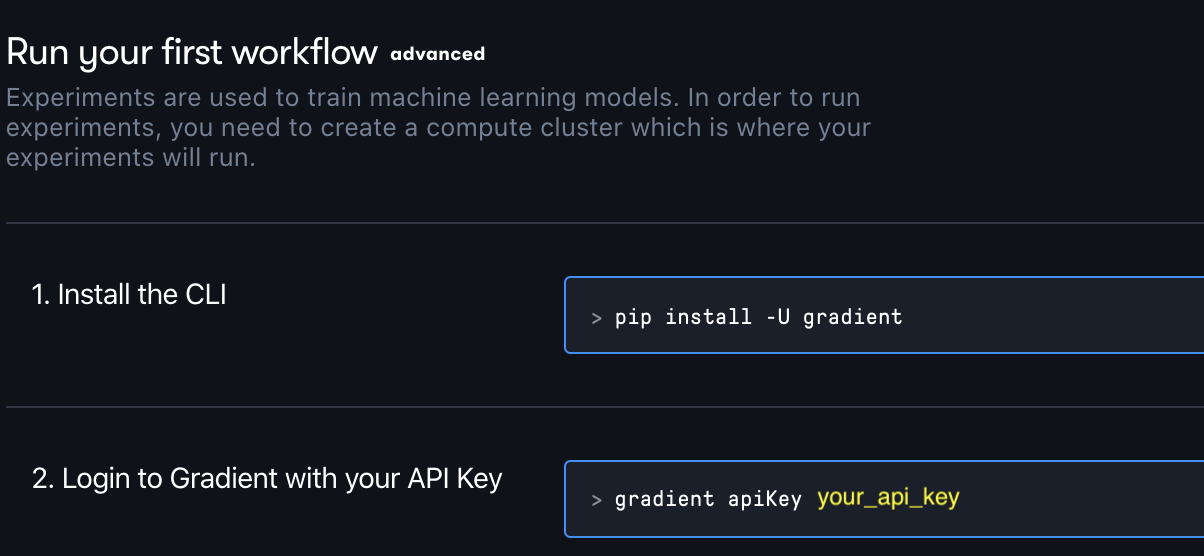 Run your first workflow advanced
Experiments are used to train machine learning models. In order to run
experiments, you need to create a compute cluster which is where your
experiments will run.
1. Install the CLI
> pip install -U gradient
2. Login to Gradient with your API Key
> gradient apiKey your_api_key